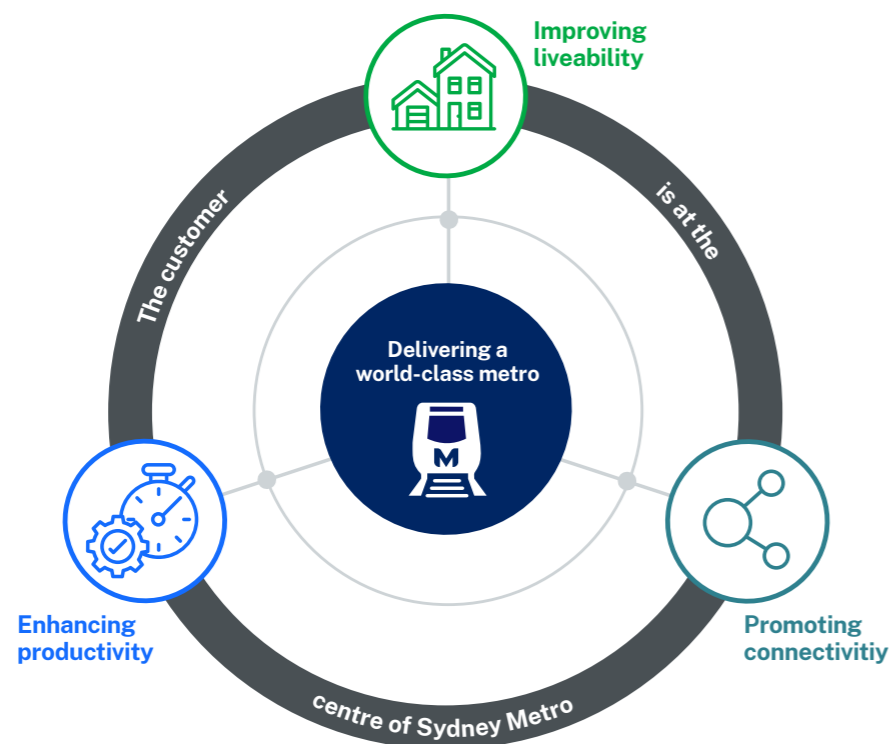 Improving
liveability
The customer
is at the
Delivering a
world-class metro
M
Enhancing
productivity
Promoting
connectivitiy
centre of Sydney Metro